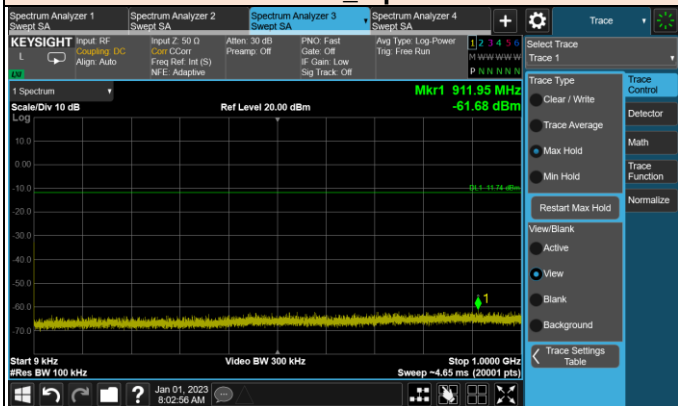 Spectrum Analyzer 1
Swept SA
Spectrum Analyzer 2
Swept SA
Spectrum Analyzer 3
Swept SA
Spectrum Analyzer 4
Swept SA
+
Trace
KEYSIGHT
L
LXI
Input: RF
Coupling: DC
Align: Auto
Input Z: 50 Ω
Corr CCorr
Freq Ref: Int (S)
NFE: Adaptive
Atten: 30 dB
Preamp: Off
PNO: Fast
Gate: Off
IF Gain: Low
Sig Track: Off
Avg Type: Log-Power
Trig: Free Run
1 2 3 4 5 6
M W W W W W
P N N N N N
Select Trace
Trace 1
1 Spectrum
Scale/Div 10 dB
Log
Ref Level 20.00 dBm
Mkr1 911.95 MHz
-61.68 dBm
10.0
0.00
-10.0
-20.0
-30.0
-40.0
-50.0
-60.0
-70.0
DL1 -11.74 dBm
1
Start 9 kHz
#Res BW 100 kHz
Video BW 300 kHz
Stop 1.0000 GHz
Sweep ~4.65 ms (20001 pts)
Trace Type
Clear / Write
Trace Average
Max Hold
Min Hold
Restart Max Hold
View/Blank
Active
View
Blank
Background
Trace Settings
Table
Trace
Control
Detector
Math
Trace
Function
Normalize
?
Jan 01, 2023
8:02:56 AM